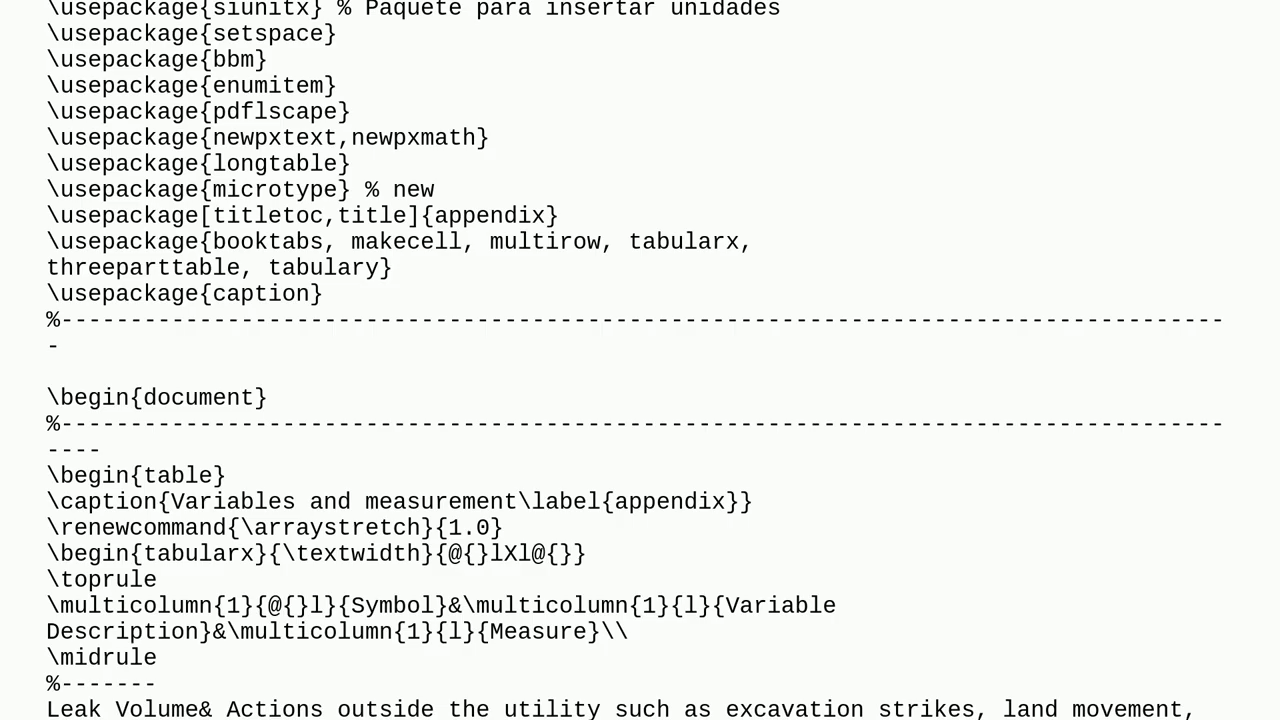 \usepackage{siunitx} % Paquete para insertar unidades
\usepackage{setspace}
\usepackage{bbm}
\usepackage{enumitem}
\usepackage{pdflscape}
\usepackage{newpxtext,newpxmath}
\usepackage{longtable}
\usepackage{microtype} % new
\usepackage[titletoc,title]{appendix}
\usepackage{booktabs, makecell, multirow, tabularx,
threeparttable, tabulary}
\usepackage{caption}
%------------------------------------------------------------------------------------
-

\begin{document}
%------------------------------------------------------------------------------------
----
\begin{table}
\caption{Variables and measurement\label{appendix}}
\renewcommand{\arraystretch}{1.0}
\begin{tabularx}{\textwidth}{@{}lXl@{}}
\toprule
\multicolumn{1}{@{}l}{Symbol}&\multicolumn{1}{l}{Variable
Description}&\multicolumn{1}{l}{Measure}\\
\midrule
%-------
Leak Volume& Actions outside the utility such as excavation strikes, land movement,